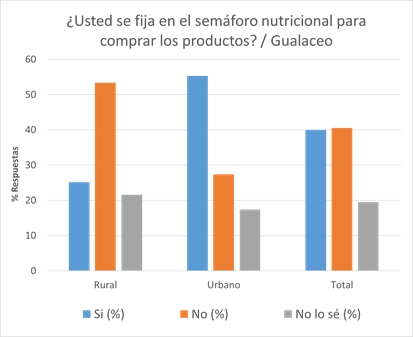 ¿Usted se fija en el semáforo nutricional para
comprar los productos? / Gualaceo
60
50
40
30
20
10
0
% Respuestas
Rural Urbano Total
Si (%) No (%) No lo sé (%)